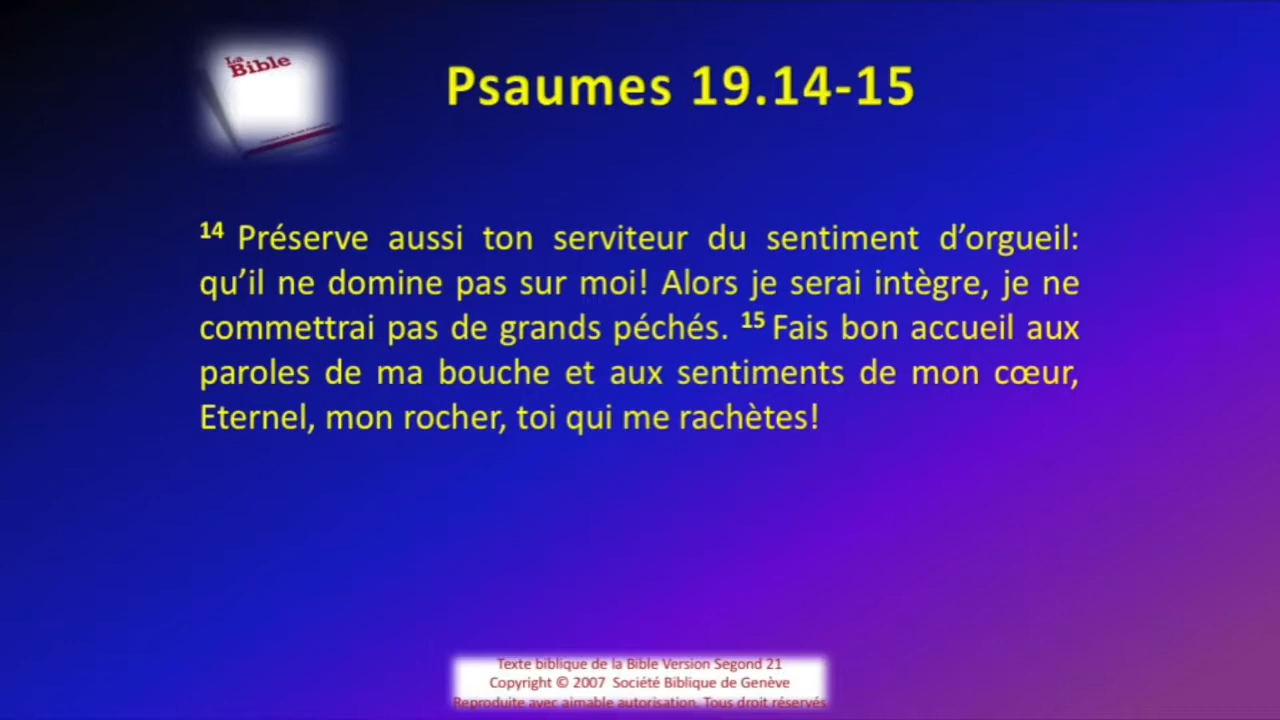 La
Bible
Psaumes 19.14-15
14 Préserve aussi ton serviteur du sentiment d’orgueil:
qu’il ne domine pas sur moi! Alors je serai intègre, je ne
commettrai pas de grands péchés. 15 Fais bon accueil aux
paroles de ma bouche et aux sentiments de mon cœur,
Eternel, mon rocher, toi qui me rachètes!
Texte biblique de la Bible Version Segond 21
Copyright © 2007 Société Biblique de Genève
Reproduite avec aimable autorisation. Tous droit réservés